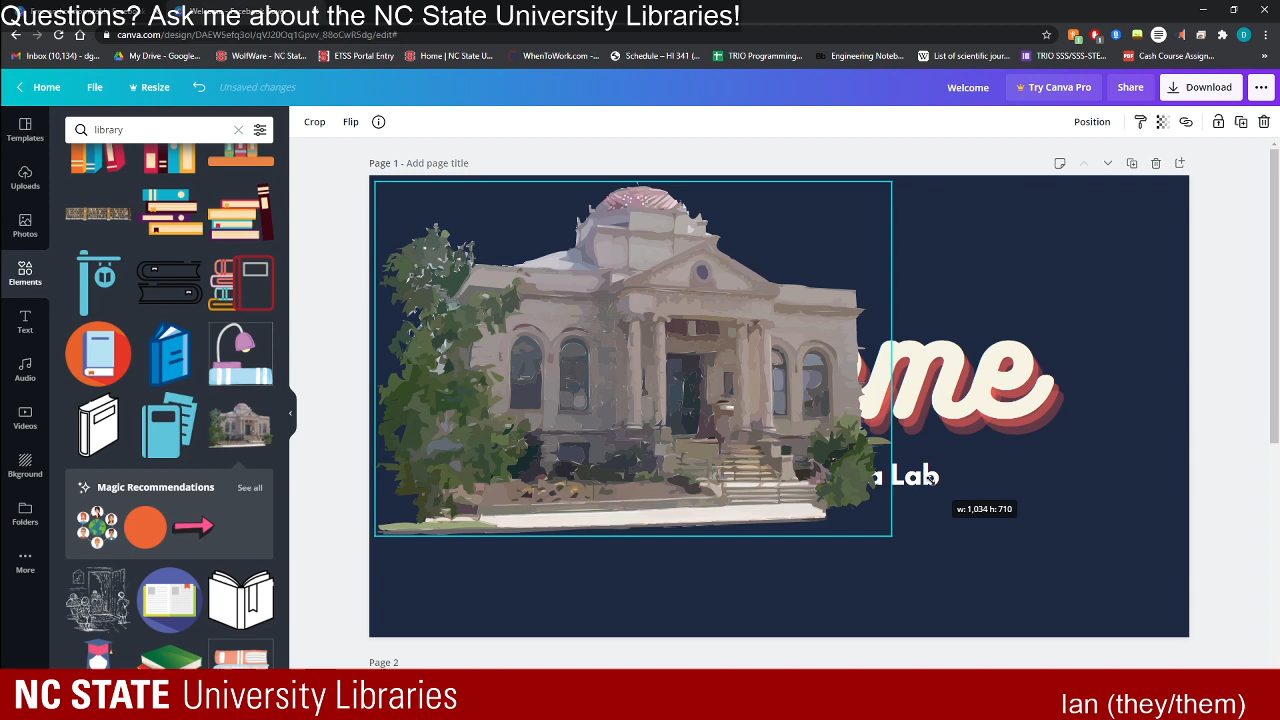 Questions? Ask me about the NC State University Libraries!
canva.com/design/DAEW5efq3oI/qVJ20Oq1Gpvv_88oCwR5dg/edit#
Inbox (10,134) - dg...
My Drive - Google...
WolfWare - NC Stat...
ETSS Portal Entry
Home | NC State U...
WhenToWork.com -...
Schedule – HI 341 (...
TRIO Programming...
Engineering Notebo...
List of scientific jour...
TRIO SSS/SSS-STE...
Cash Course Assign...
Home
File
Resize
Unsaved changes
Welcome
Try Canva Pro
Share
Download
library
Crop
Flip
Position
Templates
Uploads
Photos
Elements
Text
Audio
Videos
Bkground
Folders
More
Magic Recommendations
See all
Page 1 - Add page title
ome
a Lab
w: 1,034 h: 710
Page 2
NC STATE University Libraries
Ian (they/them)